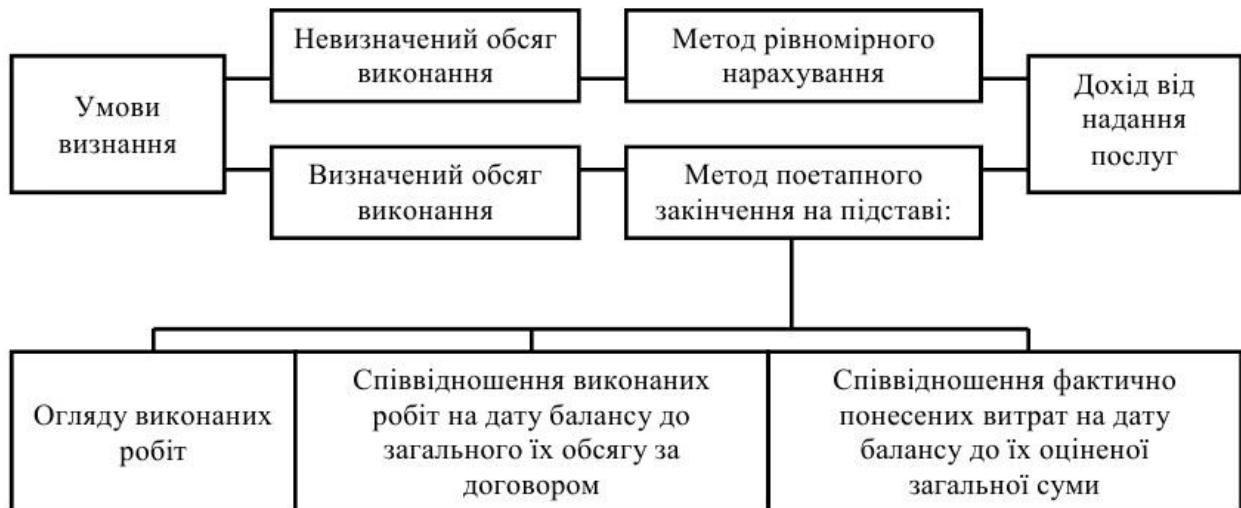 Умови
визнання
Невизначений обсяг
виконання
Метод рівномірного
нарахування
Визначений обсяг
виконання
Метод поетапного
закінчення на підставі:
Дохід від
надання
послуг
Огляду виконаних
робіт
Співвідношення виконаних
робіт на дату балансу до
загального їх обсягу за
договором
Співвідношення фактично
понесених витрат на дату
балансу до їх оціненої
загальної суми